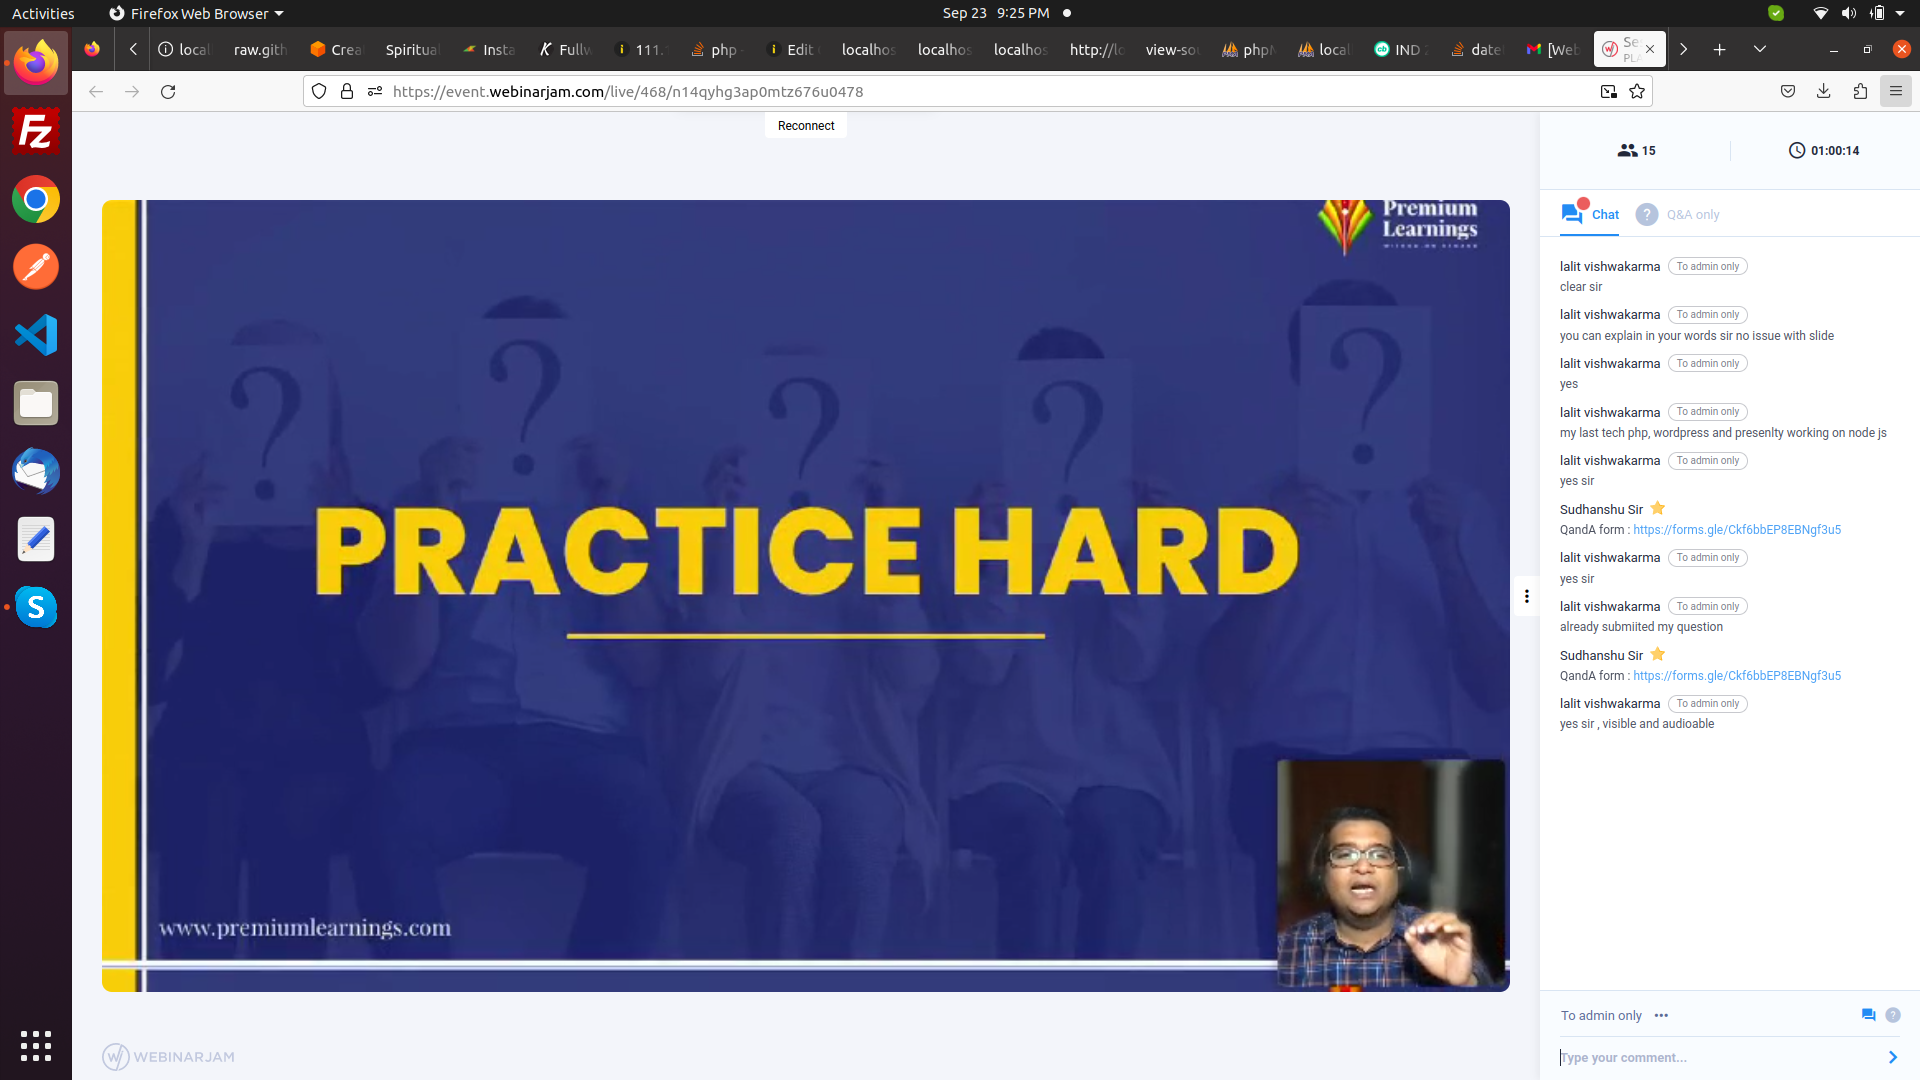 Activities Firefox Web Browser Sep 23 9:25 PM
local raw.gith Crea Spiritual Insta Fullw 111. php - Edit localhos localhos localhos http://lo view-sou phpM local IND datet [Web Se
PLA
https://event.webinarjam.com/live/468/n14qyhg3ap0mtz676u0478
Reconnect
15 01:00:14
Chat ? Q&A only
Premium
Learnings
PRACTICE HARD
www.premiumlearnings.com
lalit vishwakarma To admin only
clear sir
lalit vishwakarma To admin only
you can explain in your words sir no issue with slide
lalit vishwakarma To admin only
yes
lalit vishwakarma To admin only
my last tech php, wordpress and presenlty working on node js
lalit vishwakarma To admin only
yes sir
Sudhanshu Sir
QandA form : https://forms.gle/Ckf6bbEP8EBNgf3u5
lalit vishwakarma To admin only
yes sir
lalit vishwakarma To admin only
already submiited my question
Sudhanshu Sir
QandA form : https://forms.gle/Ckf6bbEP8EBNgf3u5
lalit vishwakarma To admin only
yes sir , visible and audioable
To admin only
Type your comment...
WEBINARJAM